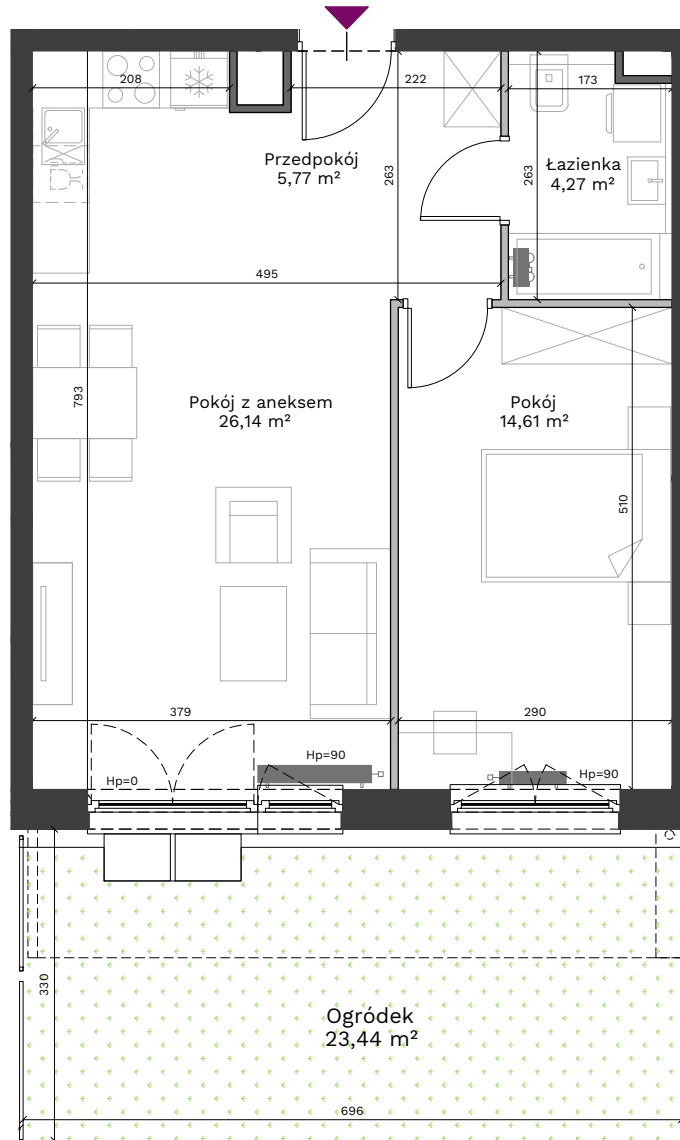 208
222
173
Przedpokój
5,77 m²
263
263
Łazienka
4,27 m²
495
793
Pokój z aneksem
26,14 m²
Pokój
14,61 m²
510
379
290
Hp=0
Hp=90
Hp=90
330
Ogródek
23,44 m²
696